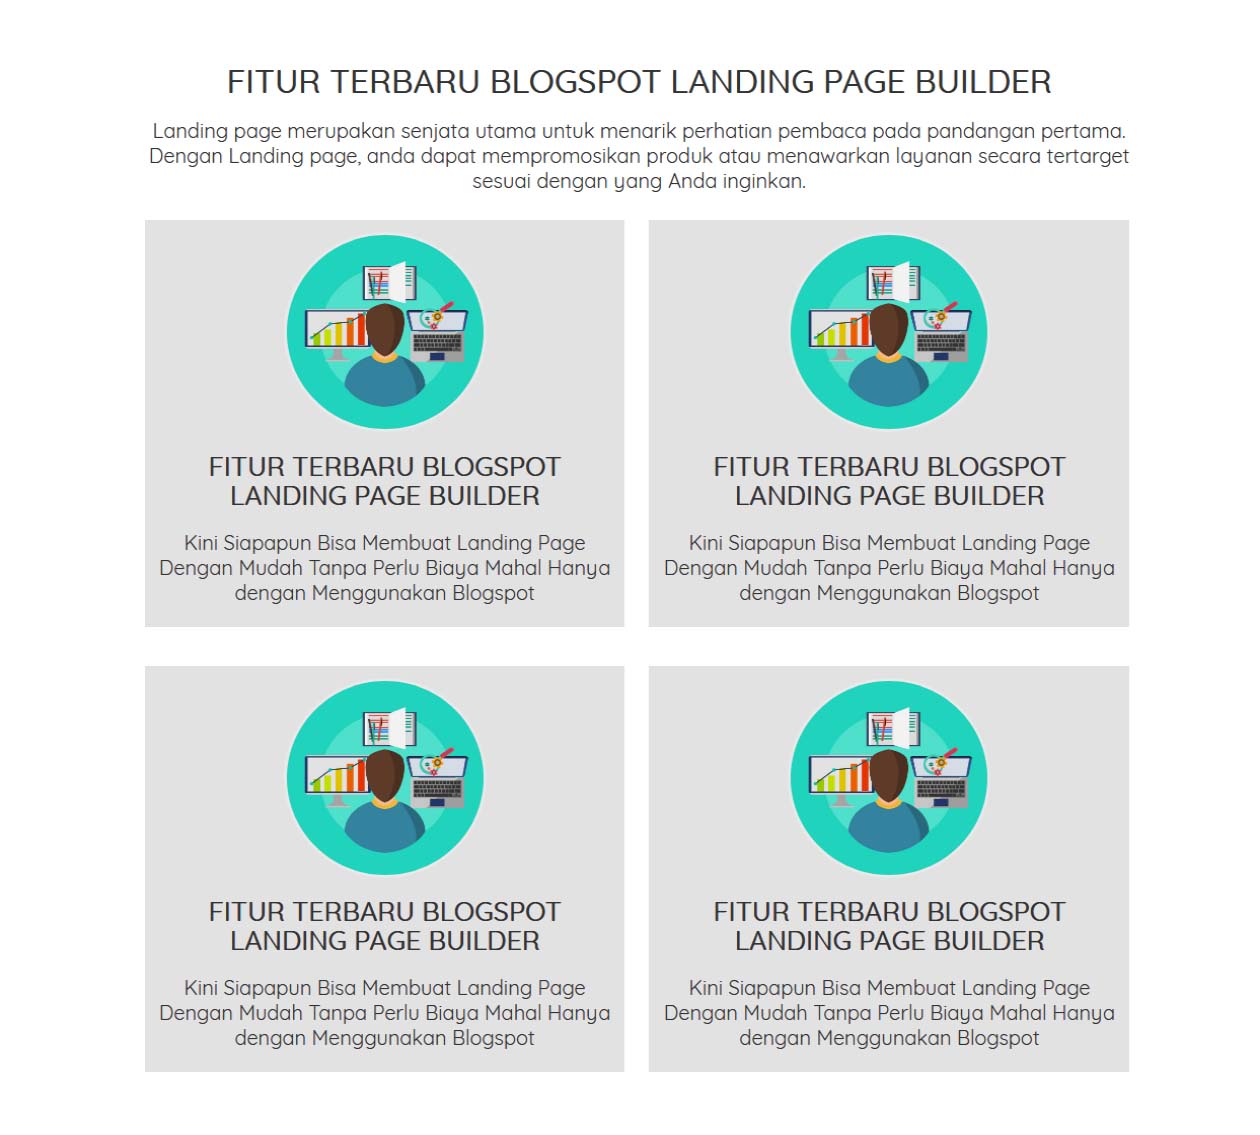 FITUR TERBARU BLOGSPOT LANDING PAGE BUILDER
Landing page merupakan senjata utama untuk menarik perhatian pembaca pada pandangan pertama.
Dengan Landing page, anda dapat mempromosikan produk atau menawarkan layanan secara tertarget
sesuai dengan yang Anda inginkan.
FITUR TERBARU BLOGSPOT
LANDING PAGE BUILDER
Kini Siapapun Bisa Membuat Landing Page
Dengan Mudah Tanpa Perlu Biaya Mahal Hanya
dengan Menggunakan Blogspot
FITUR TERBARU BLOGSPOT
LANDING PAGE BUILDER
Kini Siapapun Bisa Membuat Landing Page
Dengan Mudah Tanpa Perlu Biaya Mahal Hanya
dengan Menggunakan Blogspot
FITUR TERBARU BLOGSPOT
LANDING PAGE BUILDER
Kini Siapapun Bisa Membuat Landing Page
Dengan Mudah Tanpa Perlu Biaya Mahal Hanya
dengan Menggunakan Blogspot
FITUR TERBARU BLOGSPOT
LANDING PAGE BUILDER
Kini Siapapun Bisa Membuat Landing Page
Dengan Mudah Tanpa Perlu Biaya Mahal Hanya
dengan Menggunakan Blogspot